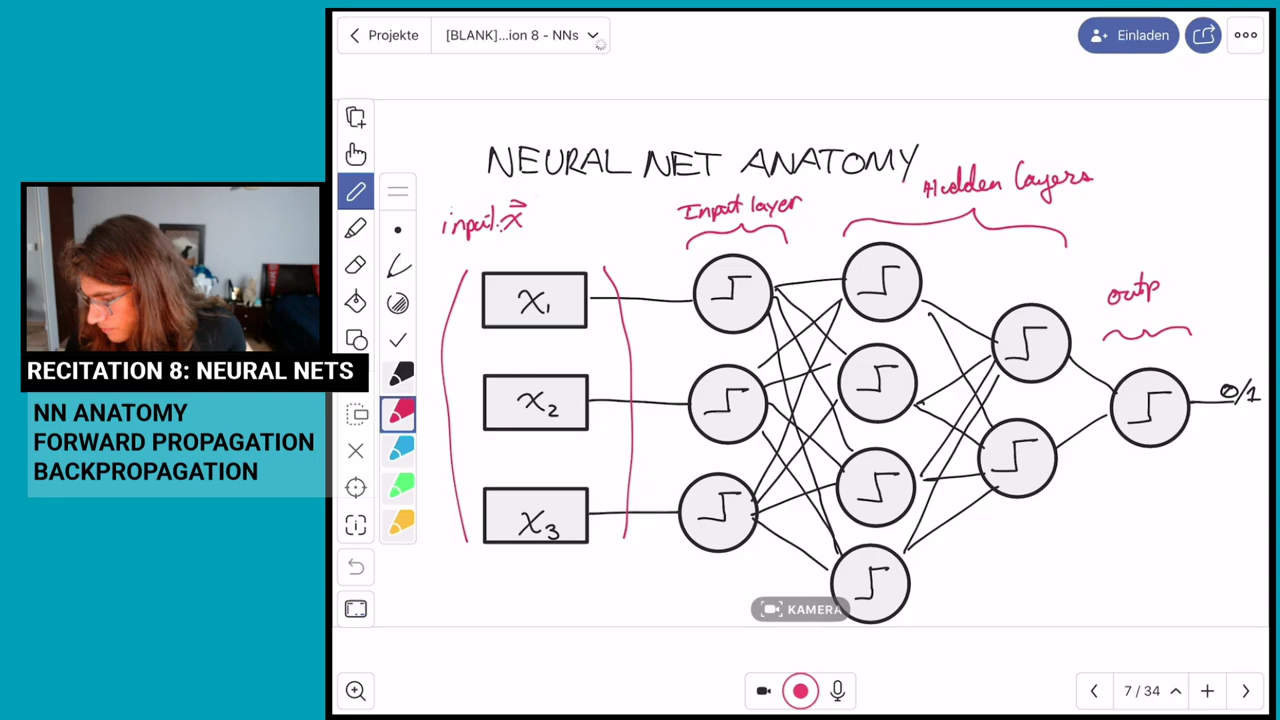 Projekte
[BLANK]...ion 8 - NNs
Einladen
NEURAL NET ANATOMY
Hidden Layers
Input layer
input: x⃗
outp
x₁
x₂
x₃
0/1
RECITATION 8: NEURAL NETS
NN ANATOMY
FORWARD PROPAGATION
BACKPROPAGATION
KAMERA
7 / 34